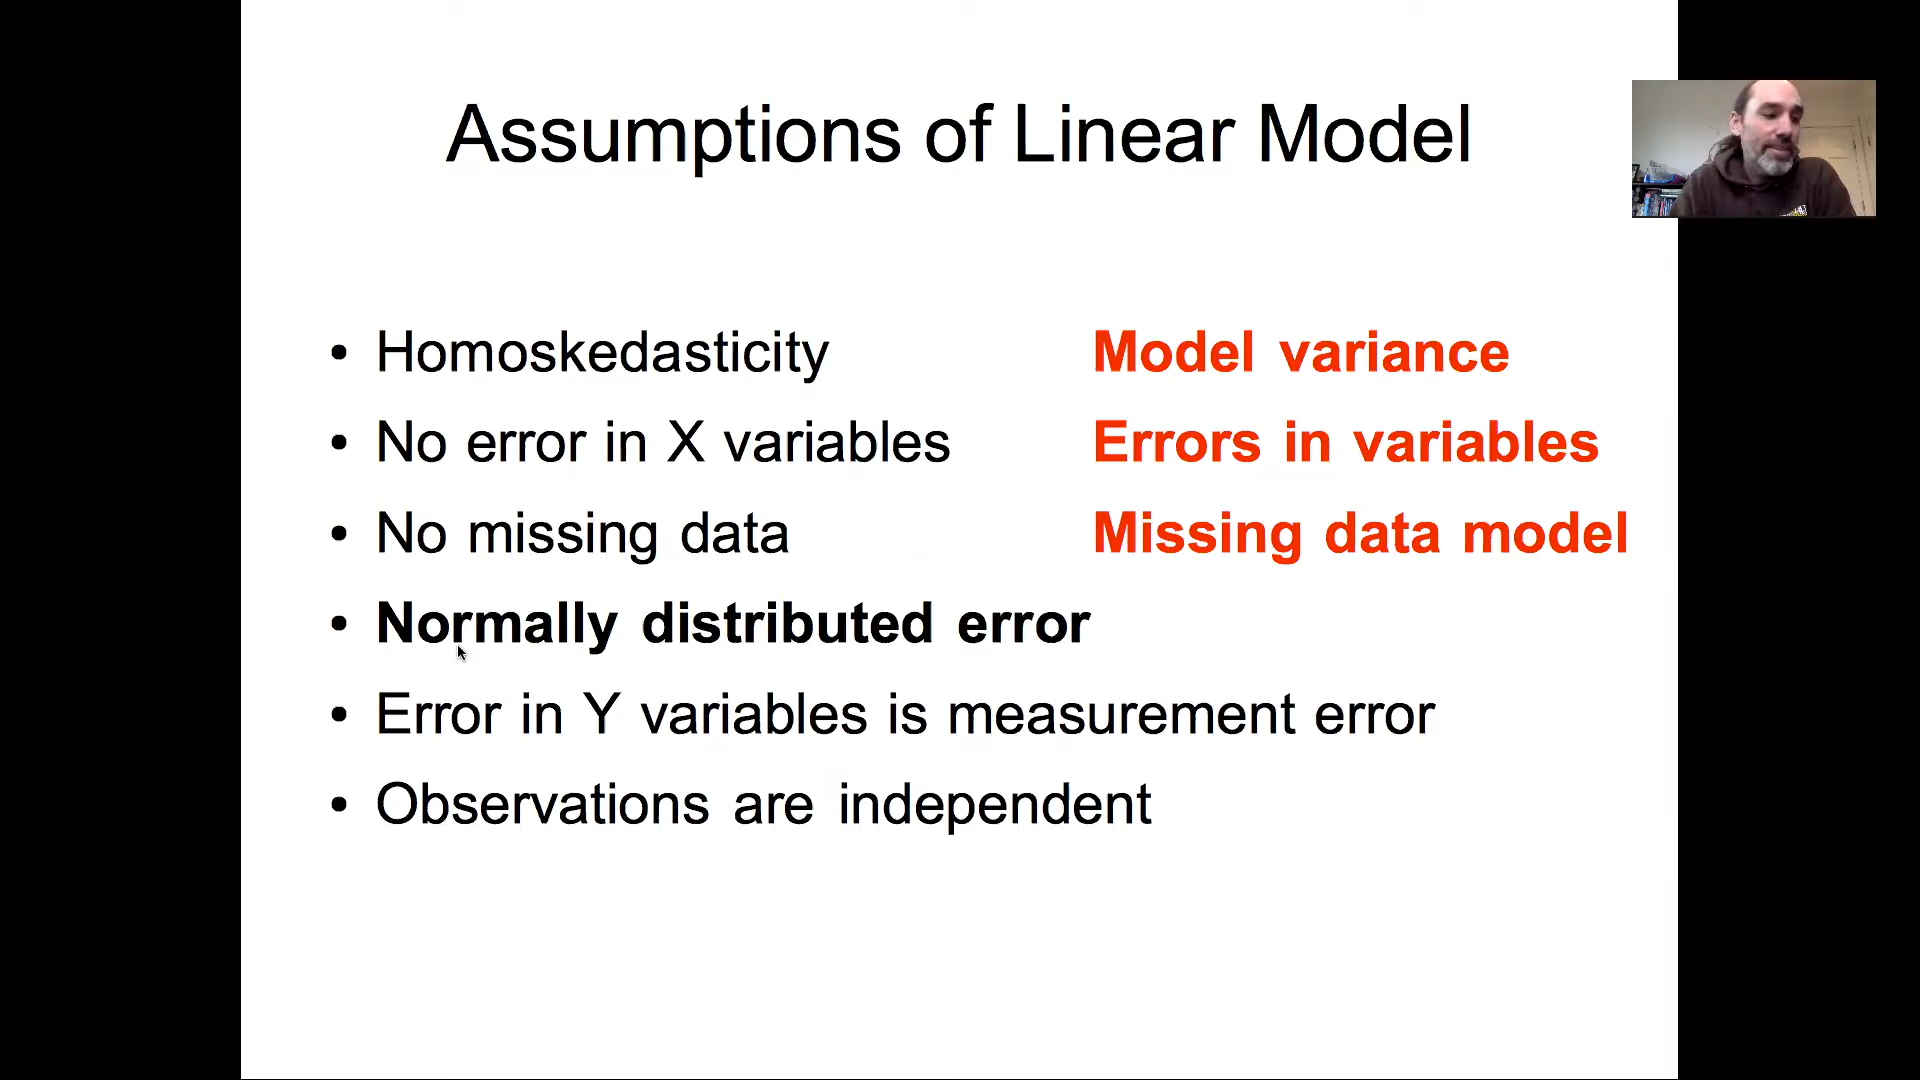 Assumptions of Linear Model
• Homoskedasticity Model variance
• No error in X variables Errors in variables
• No missing data Missing data model
• Normally distributed error
• Error in Y variables is measurement error
• Observations are independent